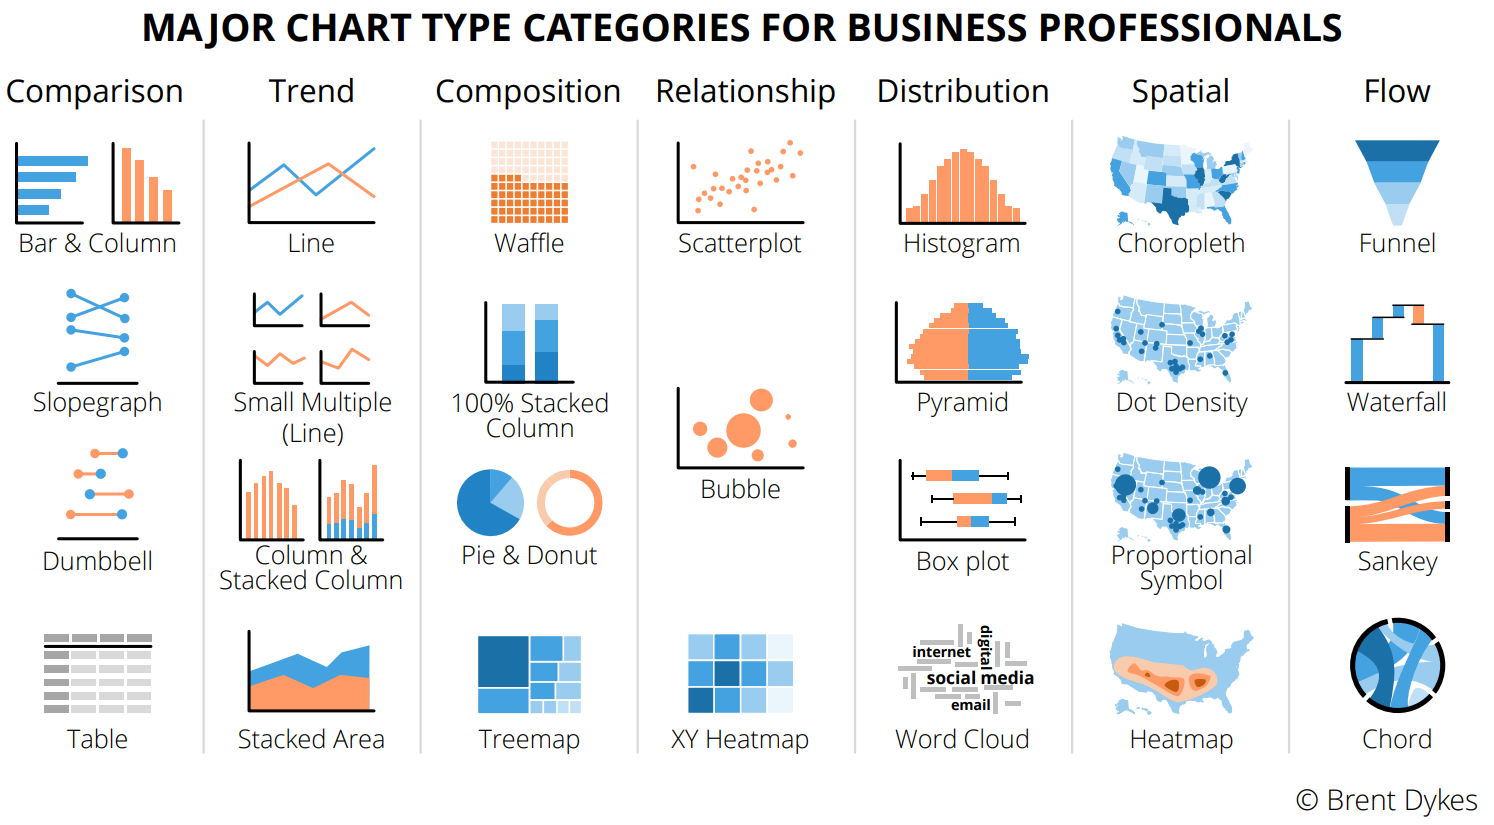 MAJOR CHART TYPE CATEGORIES FOR BUSINESS PROFESSIONALS
Comparison
Bar & Column
Slopegraph
Dumbbell
Table
Trend
Line
Small Multiple
(Line)
Column &
Stacked Column
Stacked Area
Composition
Waffle
100% Stacked
Column
Pie & Donut
Treemap
Relationship
Scatterplot
Bubble
XY Heatmap
Distribution
Histogram
Pyramid
Box plot
internet
digital
social media
email
Word Cloud
Spatial
Choropleth
Dot Density
Proportional
Symbol
Heatmap
Flow
Funnel
Waterfall
Sankey
Chord
© Brent Dykes